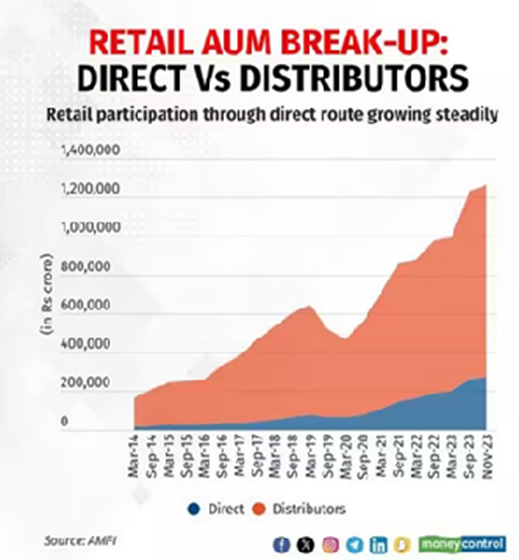 RETAIL AUM BREAK-UP:
DIRECT Vs DISTRIBUTORS
Retail participation through direct route growing steadily
(in Rs crore)
1,400,000
1,200,000
1,000,000
800,000
600,000
400,000
200,000
0
Mar-14
Sep-14
Mar-15
Sep-15
Mar-16
Sep-16
Mar-17
Sep-17
Mar-18
Sep-18
Mar-19
Sep-19
Mar-20
Sep-20
Mar-21
Sep-21
Mar-22
Sep-22
Mar-23
Sep-23
Nov-23
Direct Distributors
Source: AMFI
moneycontrol